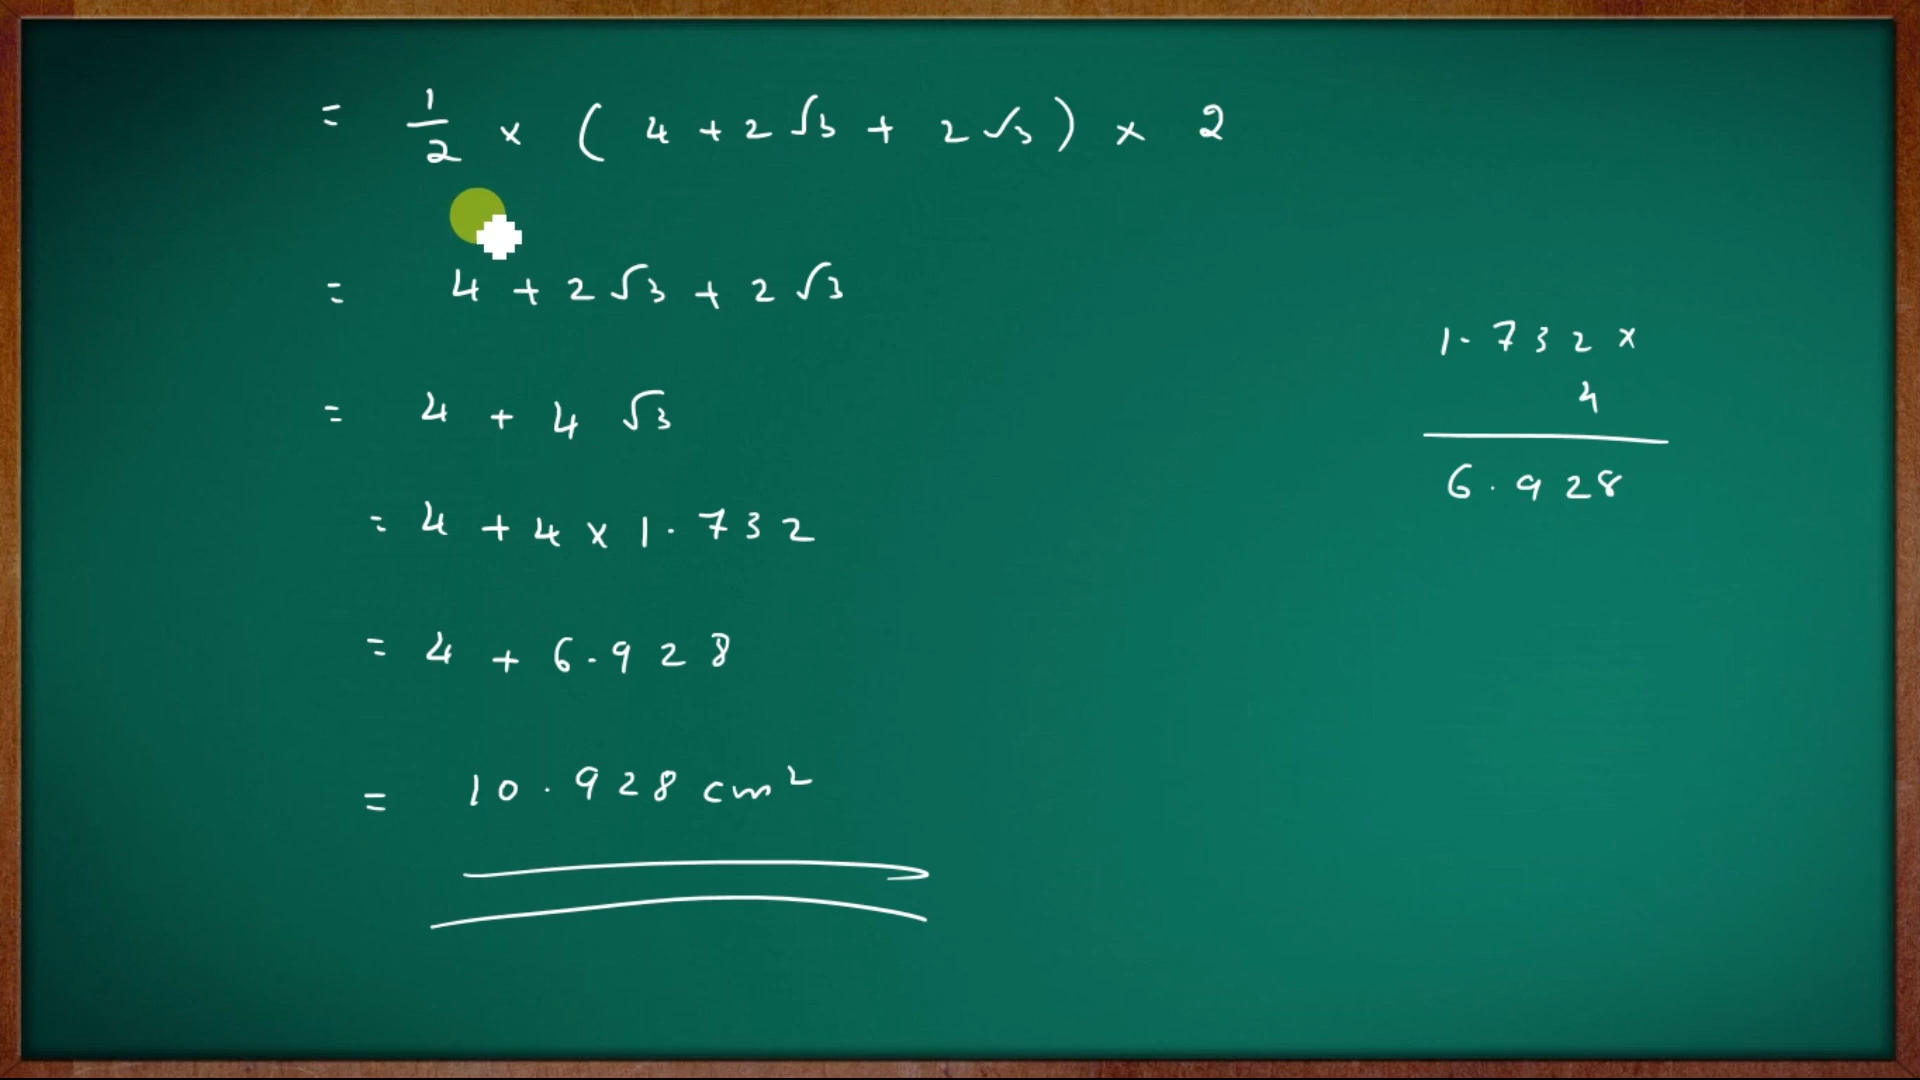 = 1/2 × ( 4 + 2 √3 + 2 √3 ) × 2
= 4 + 2 √3 + 2 √3
= 4 + 4 √3
= 4 + 4 × 1.732
= 4 + 6.928
= 10.928 cm²
1.732 ×
4
6.928